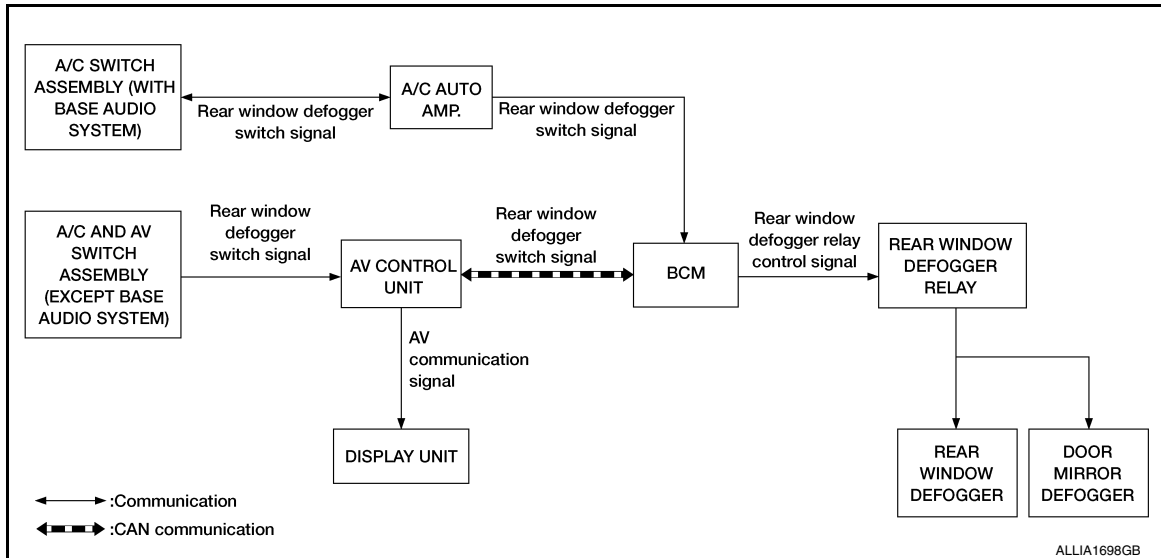 A/C SWITCH
ASSEMBLY (WITH
BASE AUDIO
SYSTEM)
Rear window defogger
switch signal
A/C AUTO
AMP.
Rear window defogger
switch signal
A/C AND AV
SWITCH
ASSEMBLY
(EXCEPT BASE
AUDIO SYSTEM)
Rear window
defogger
switch signal
AV CONTROL
UNIT
Rear window
defogger
switch signal
BCM
Rear window
defogger relay
control signal
REAR WINDOW
DEFOGGER
RELAY
AV
communication
signal
DISPLAY UNIT
REAR
WINDOW
DEFOGGER
DOOR
MIRROR
DEFOGGER
:Communication
:CAN communication
ALLIA1698GB